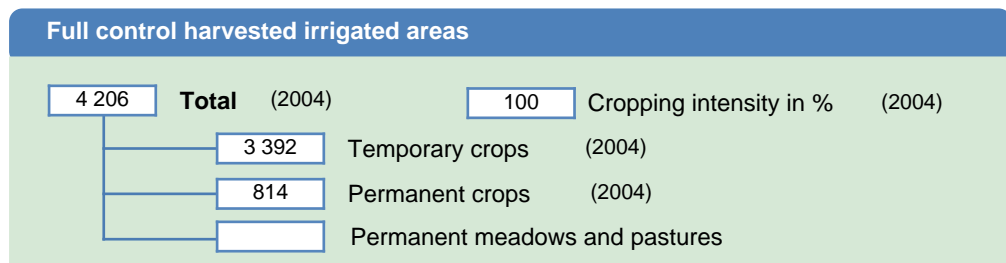 Full control harvested irrigated areas
4 206 Total (2004) 100 Cropping intensity in % (2004)
3 392 Temporary crops (2004)
814 Permanent crops (2004)
Permanent meadows and pastures